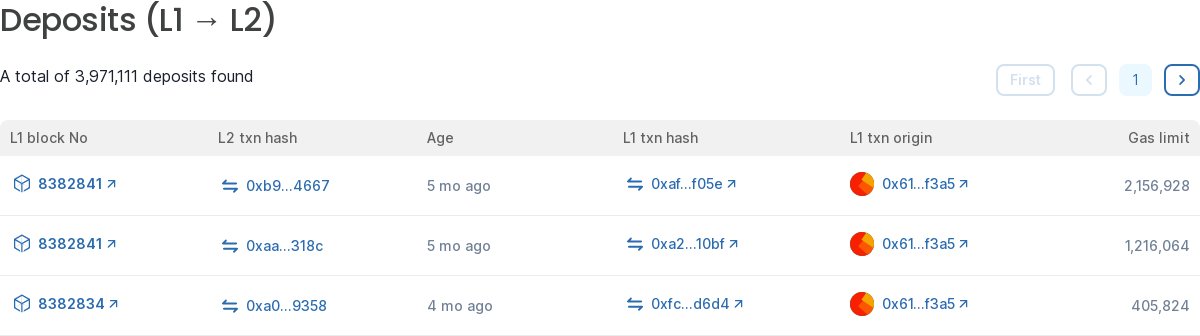 Deposits (L1 → L2)
A total of 3,971,111 deposits found
First 1
L1 block No L2 txn hash Age L1 txn hash L1 txn origin Gas limit
8382841 0xb9...4667 5 mo ago 0xaf...f05e 0x61...f3a5 2,156,928
8382841 0xaa...318c 5 mo ago 0xa2...10bf 0x61...f3a5 1,216,064
8382834 0xa0...9358 4 mo ago 0xfc...d6d4 0x61...f3a5 405,824